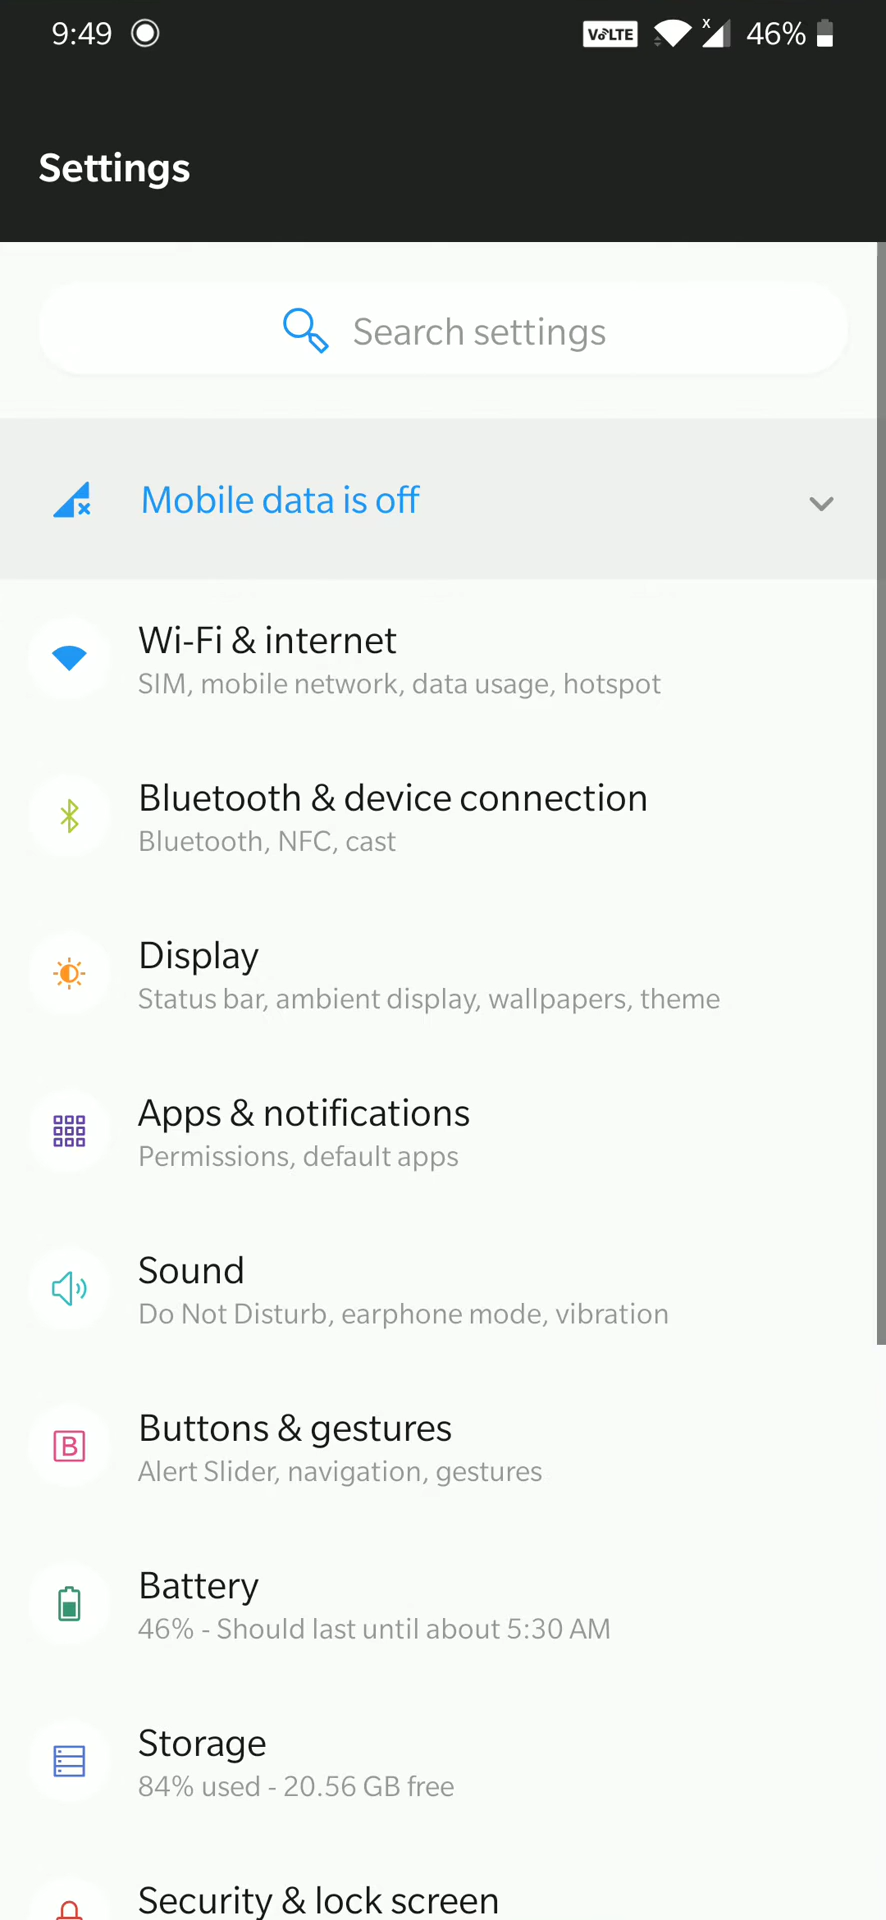 9:49 VoLTE x 46%
Settings
Search settings
Mobile data is off
Wi-Fi & internet
SIM, mobile network, data usage, hotspot
Bluetooth & device connection
Bluetooth, NFC, cast
Display
Status bar, ambient display, wallpapers, theme
Apps & notifications
Permissions, default apps
Sound
Do Not Disturb, earphone mode, vibration
B
Buttons & gestures
Alert Slider, navigation, gestures
Battery
46% - Should last until about 5:30 AM
Storage
84% used - 20.56 GB free
Security & lock screen